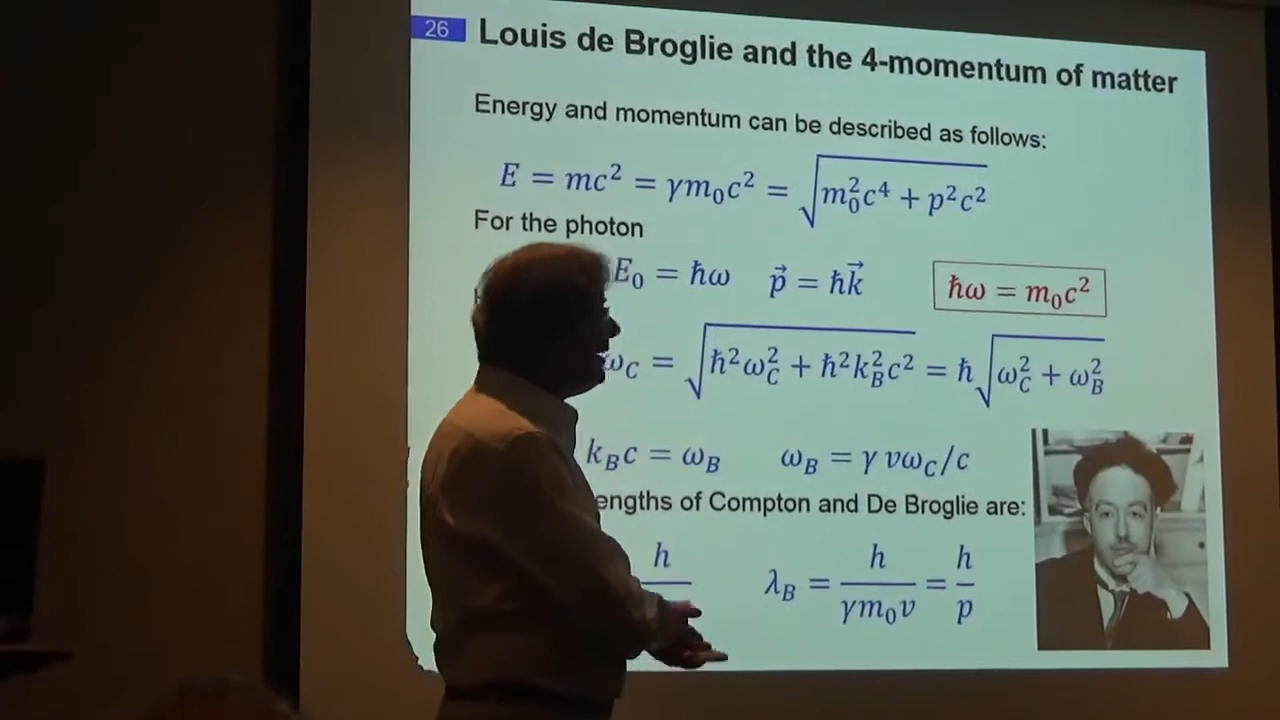 26
Louis de Broglie and the 4-momentum of matter
Energy and momentum can be described as follows:
E = mc² = γm₀c² = √(m₀²c⁴ + p²c²)
For the photon
E₀ = ħω p⃗ = ħk⃗ ħω = m₀c²
ω_C = √(ħ²ω_C² + ħ²k_B²c²) = ħ√(ω_C² + ω_B²)
k_Bc = ω_B ω_B = γ vω_C/c
engths of Compton and De Broglie are:
h λ_B = h/γm₀v = h/p